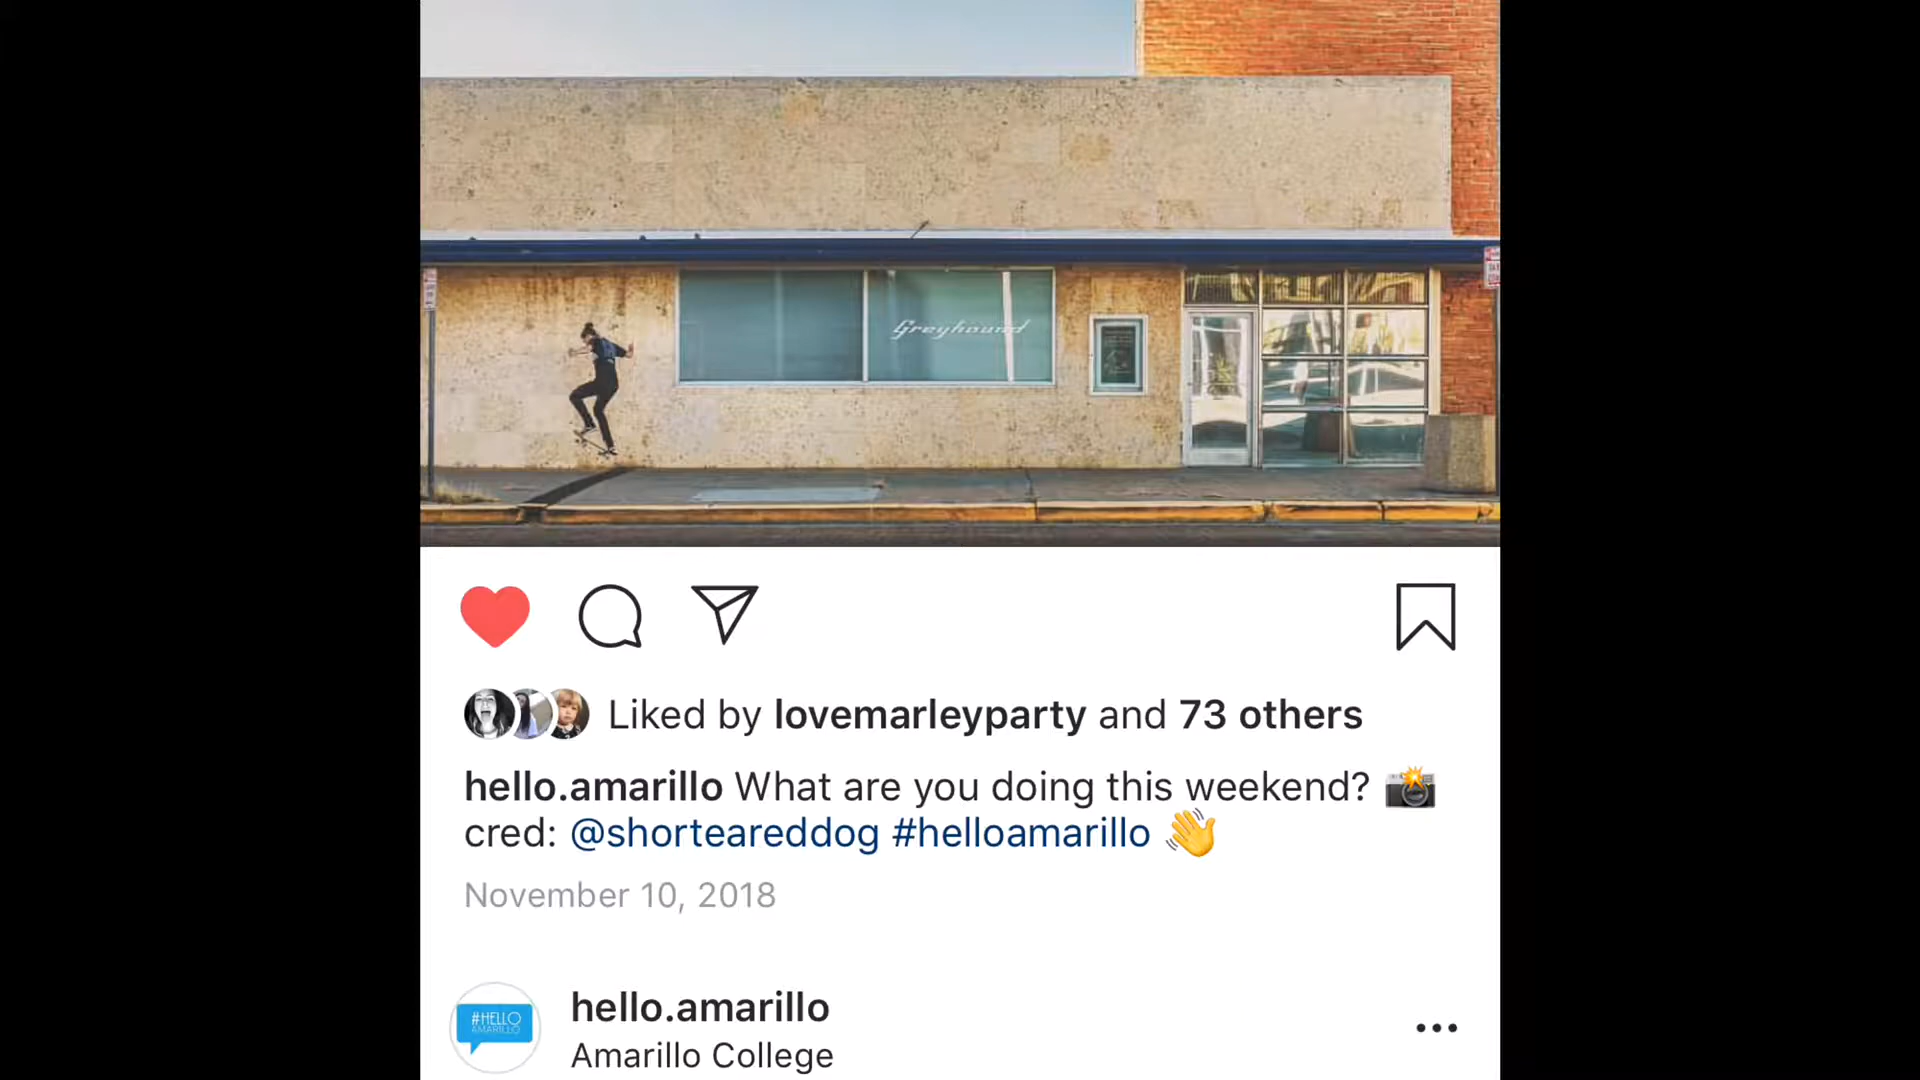 Greyhound
Liked by lovemarleyparty and 73 others
hello.amarillo What are you doing this weekend? 📸
cred: @shorteareddog #helloamarillo 👋
November 10, 2018
#HELLO
AMARILLO
hello.amarillo
Amarillo College